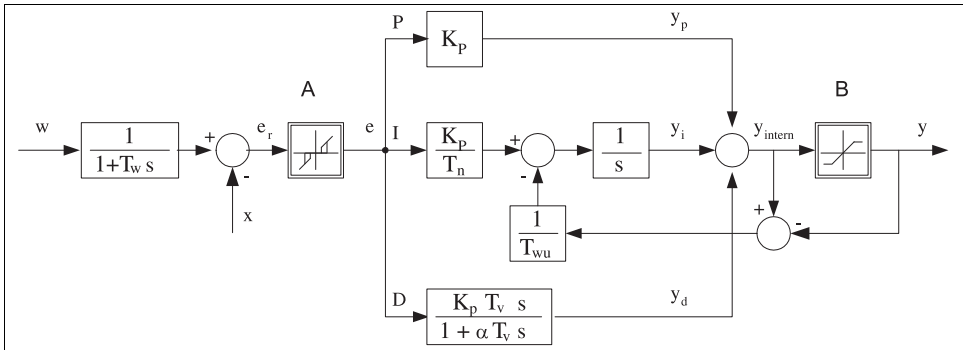 P
y_p
K_P
A
B
w
1
1+T_w s
+
-
e_r
x
e
I
K_P
T_n
+
-
1
s
y_i
y_intern
y
1
T_wu
+
-
D
K_p T_v s
1 + α T_v s
y_d